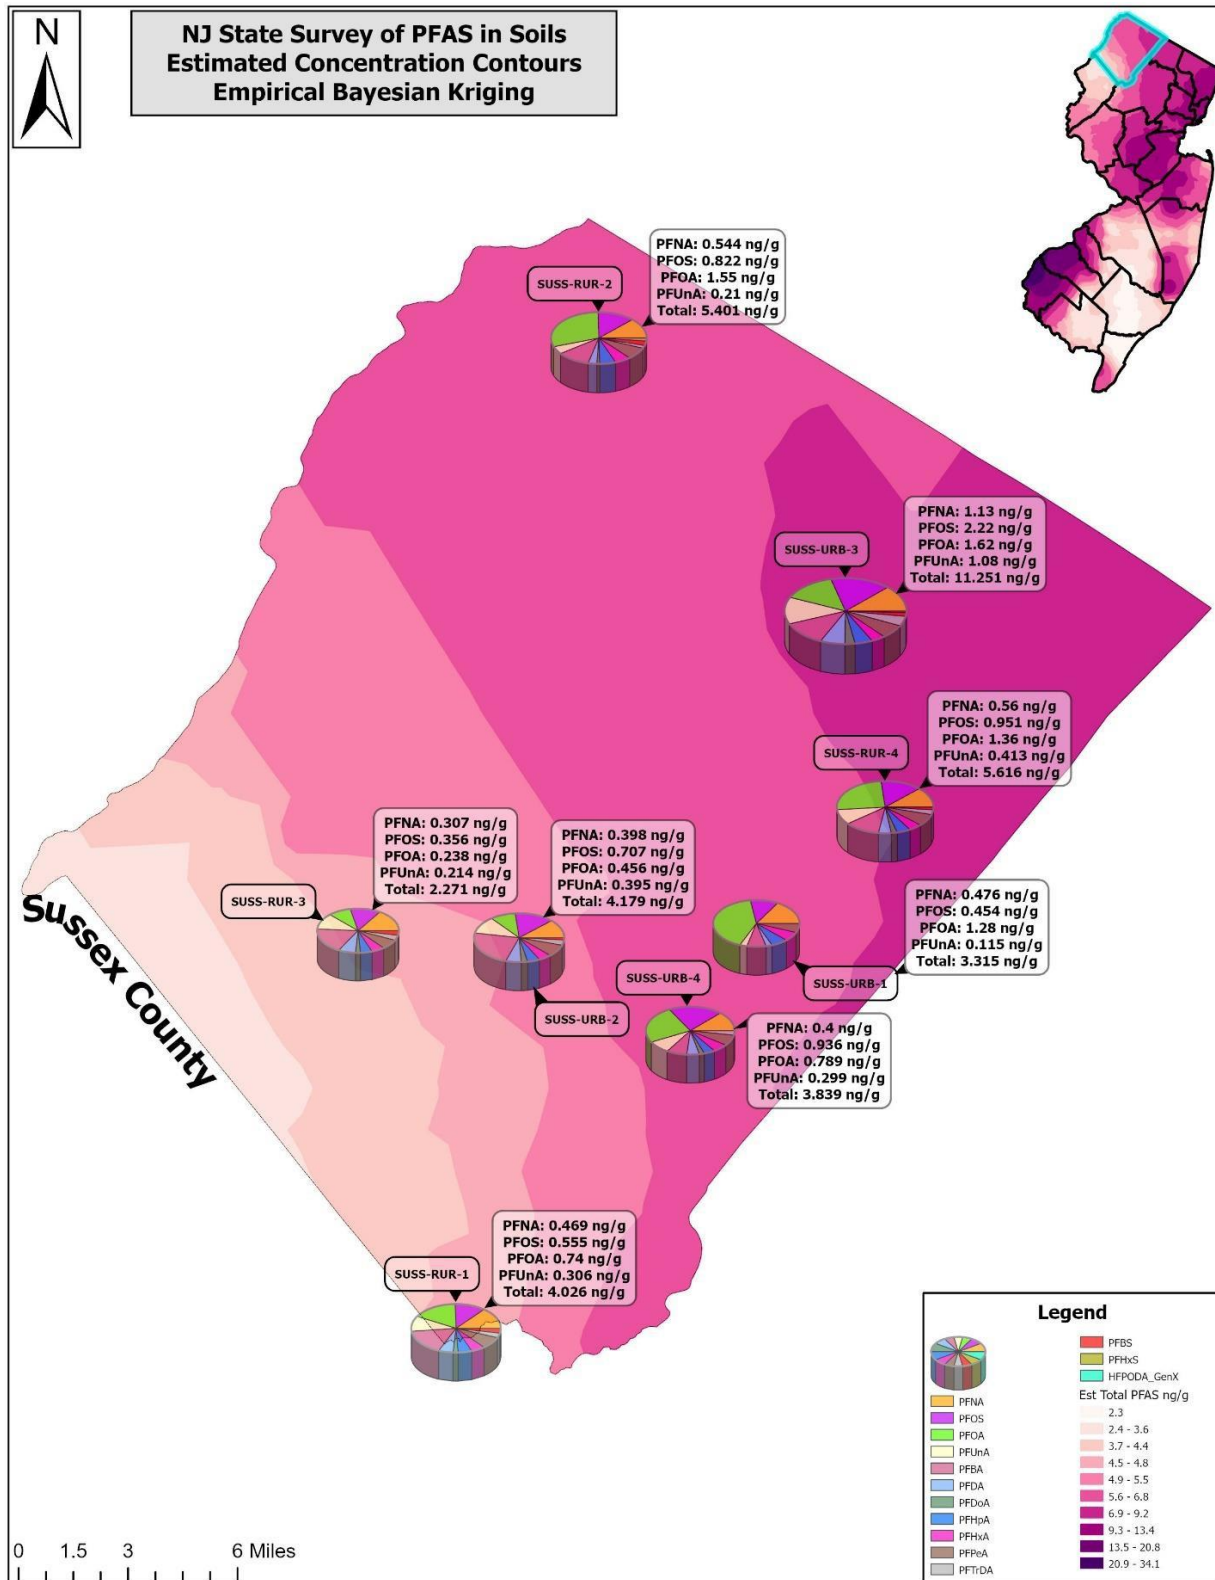 N
NJ State Survey of PFAS in Soils
Estimated Concentration Contours
Empirical Bayesian Kriging
SUSS-RUR-2
PFNA: 0.544 ng/g
PFOS: 0.822 ng/g
PFOA: 1.55 ng/g
PFUnA: 0.21 ng/g
Total: 5.401 ng/g
SUSS-URB-3
PFNA: 1.13 ng/g
PFOS: 2.22 ng/g
PFOA: 1.62 ng/g
PFUnA: 1.08 ng/g
Total: 11.251 ng/g
SUSS-RUR-4
PFNA: 0.56 ng/g
PFOS: 0.951 ng/g
PFOA: 1.36 ng/g
PFUnA: 0.413 ng/g
Total: 5.616 ng/g
SUSS-RUR-3
PFNA: 0.307 ng/g
PFOS: 0.356 ng/g
PFOA: 0.238 ng/g
PFUnA: 0.214 ng/g
Total: 2.271 ng/g
PFNA: 0.398 ng/g
PFOS: 0.707 ng/g
PFOA: 0.456 ng/g
PFUnA: 0.395 ng/g
Total: 4.179 ng/g
SUSS-URB-2
PFNA: 0.476 ng/g
PFOS: 0.454 ng/g
PFOA: 1.28 ng/g
PFUnA: 0.115 ng/g
Total: 3.315 ng/g
SUSS-URB-1
SUSS-URB-4
PFNA: 0.4 ng/g
PFOS: 0.936 ng/g
PFOA: 0.789 ng/g
PFUnA: 0.299 ng/g
Total: 3.839 ng/g
Sussex County
SUSS-RUR-1
PFNA: 0.469 ng/g
PFOS: 0.555 ng/g
PFOA: 0.74 ng/g
PFUnA: 0.306 ng/g
Total: 4.026 ng/g
0 1.5 3 6 Miles
Legend
PFNA
PFOS
PFOA
PFUnA
PFBA
PFDA
PFDoA
PFHpA
PFHxA
PFPeA
PFTrDA
PFBS
PFHxS
HFPODA_GenX
Est Total PFAS ng/g
2.3
2.4 - 3.6
3.7 - 4.4
4.5 - 4.8
4.9 - 5.5
5.6 - 6.8
6.9 - 9.2
9.3 - 13.4
13.5 - 20.8
20.9 - 34.1